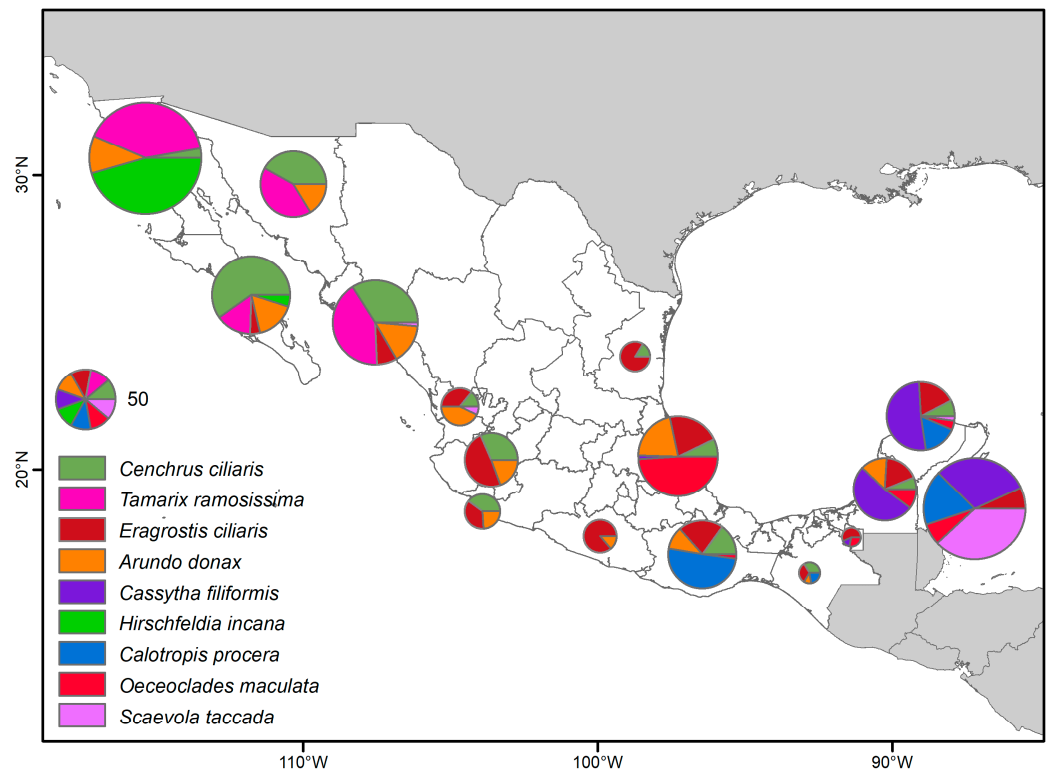 30°N
20°N
50
Cenchrus ciliaris
Tamarix ramosissima
Eragrostis ciliaris
Arundo donax
Cassytha filiformis
Hirschfeldia incana
Calotropis procera
Oeceoclades maculata
Scaevola taccada
110°W 100°W 90°W